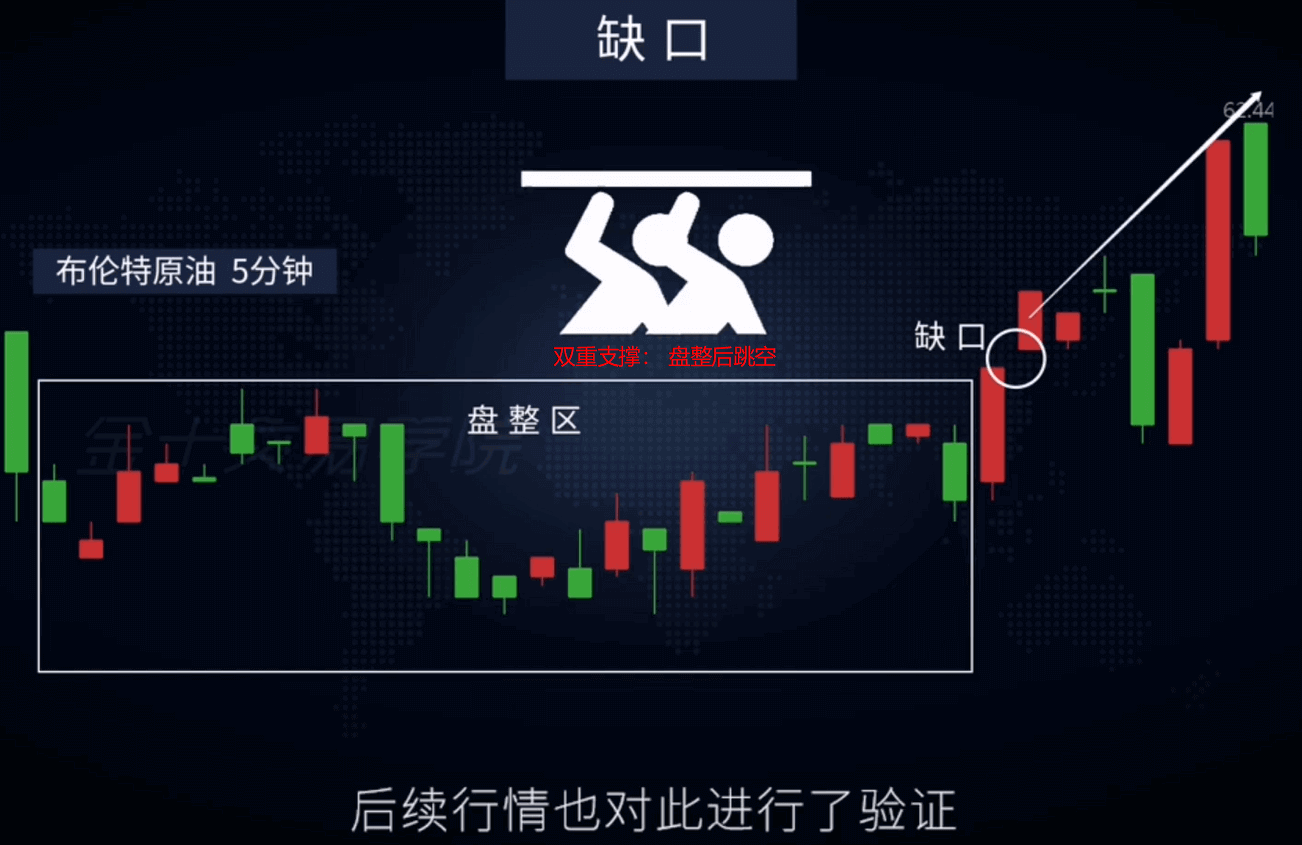 缺口
62.44
布伦特原油 5分钟
缺口
双重支撑： 盘整后跳空
盘整区
金十交易学院
后续行情也对此进行了验证